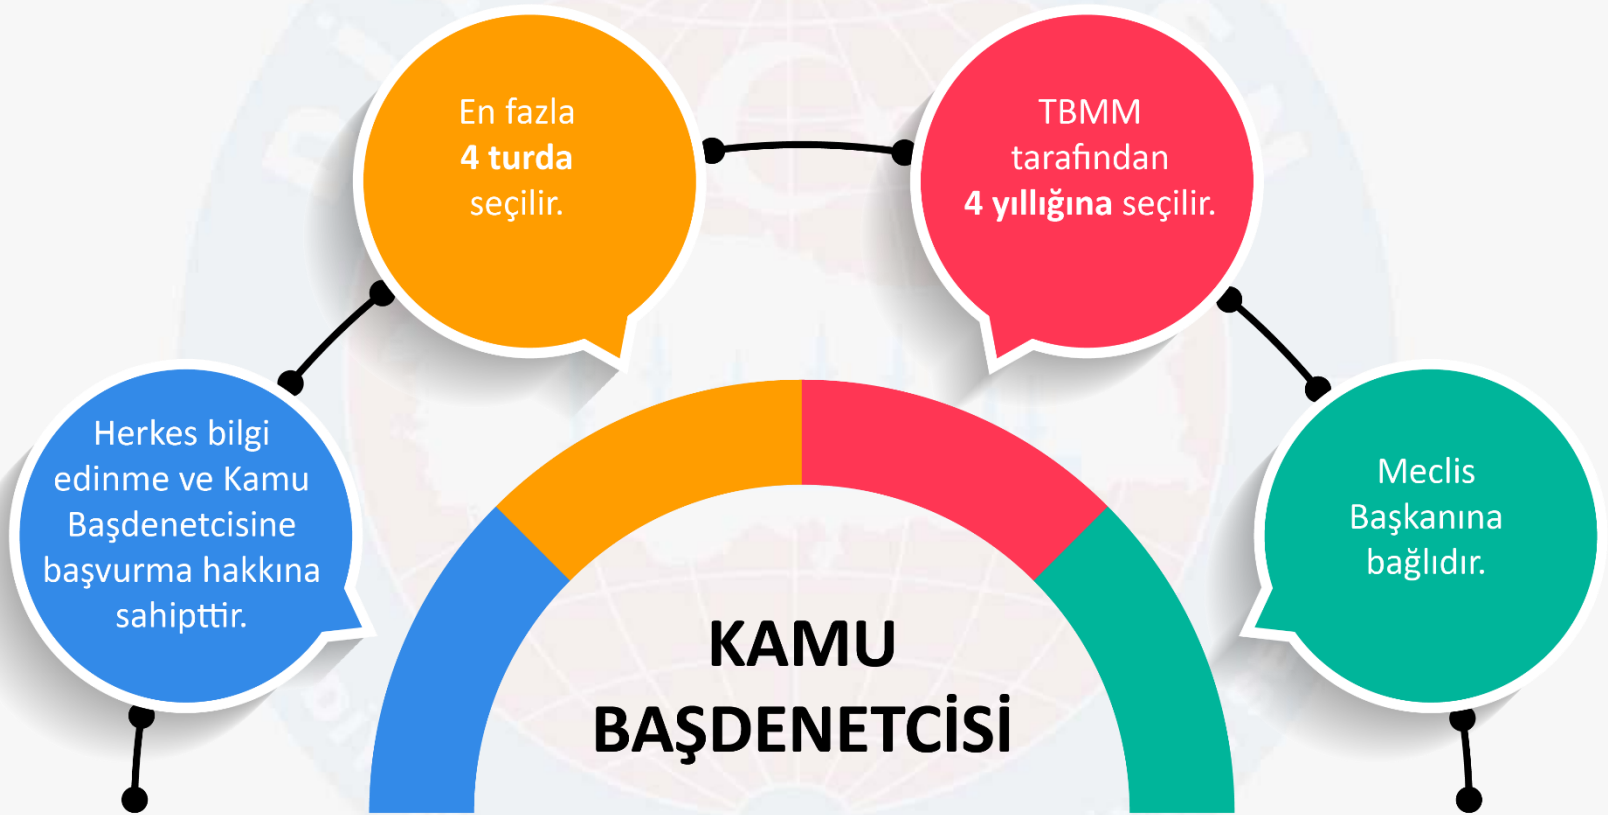 En fazla
4 turda
seçilir.
TBMM
tarafından
4 yıllığına seçilir.
Herkes bilgi
edinme ve Kamu
Başdenetcisine
başvurma hakkına
sahipttir.
Meclis
Başkanına
bağlıdır.
KAMU
BAŞDENETCİSİ